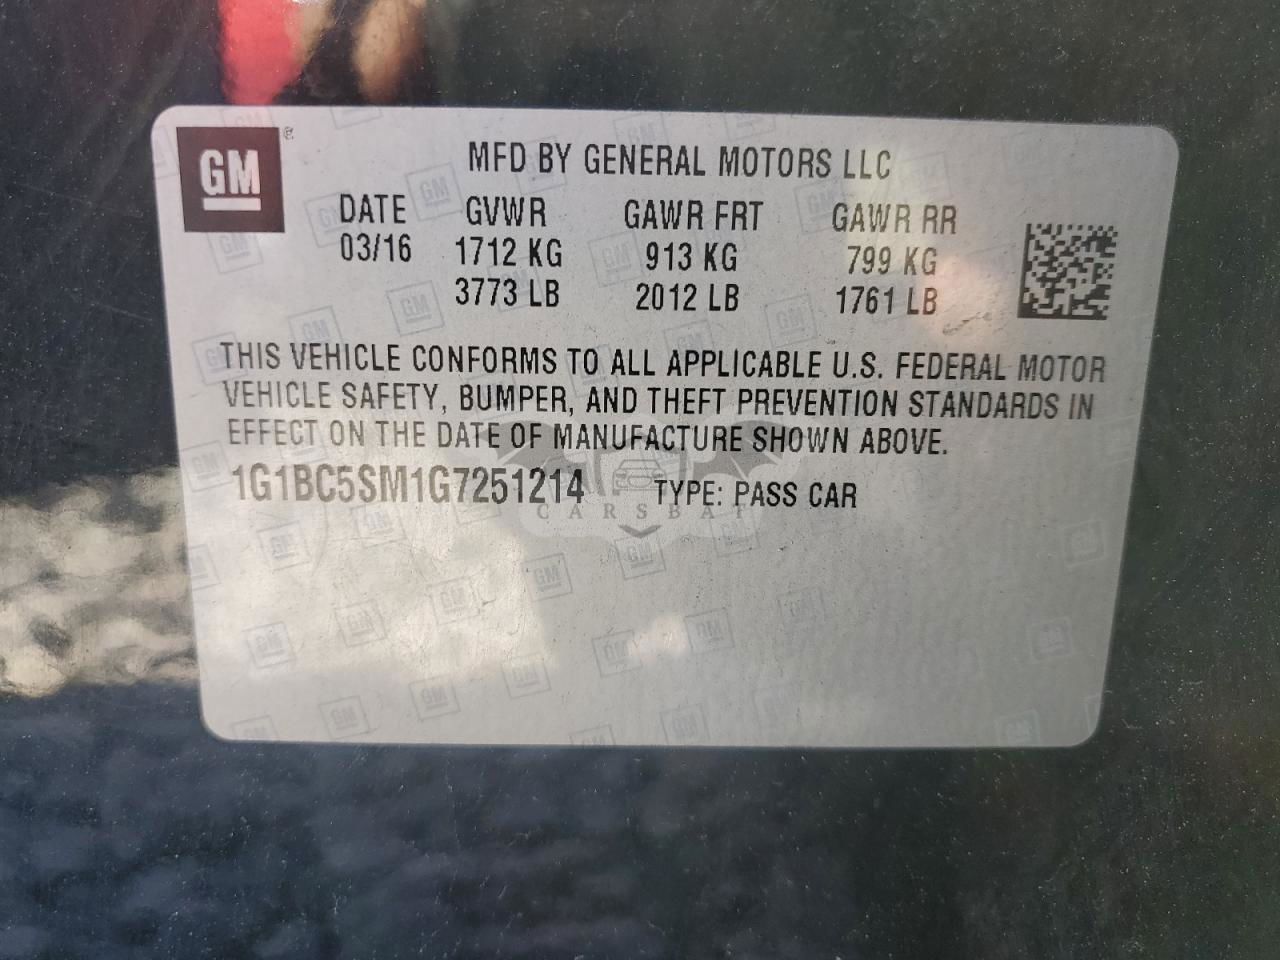 GM
MFD BY GENERAL MOTORS LLC
DATE GVWR GAWR FRT GAWR RR
03/16 1712 KG 913 KG 799 KG
3773 LB 2012 LB 1761 LB
THIS VEHICLE CONFORMS TO ALL APPLICABLE U.S. FEDERAL MOTOR
VEHICLE SAFETY, BUMPER, AND THEFT PREVENTION STANDARDS IN
EFFECT ON THE DATE OF MANUFACTURE SHOWN ABOVE.
1G1BC5SM1G7251214 TYPE: PASS CAR
CARSBAT